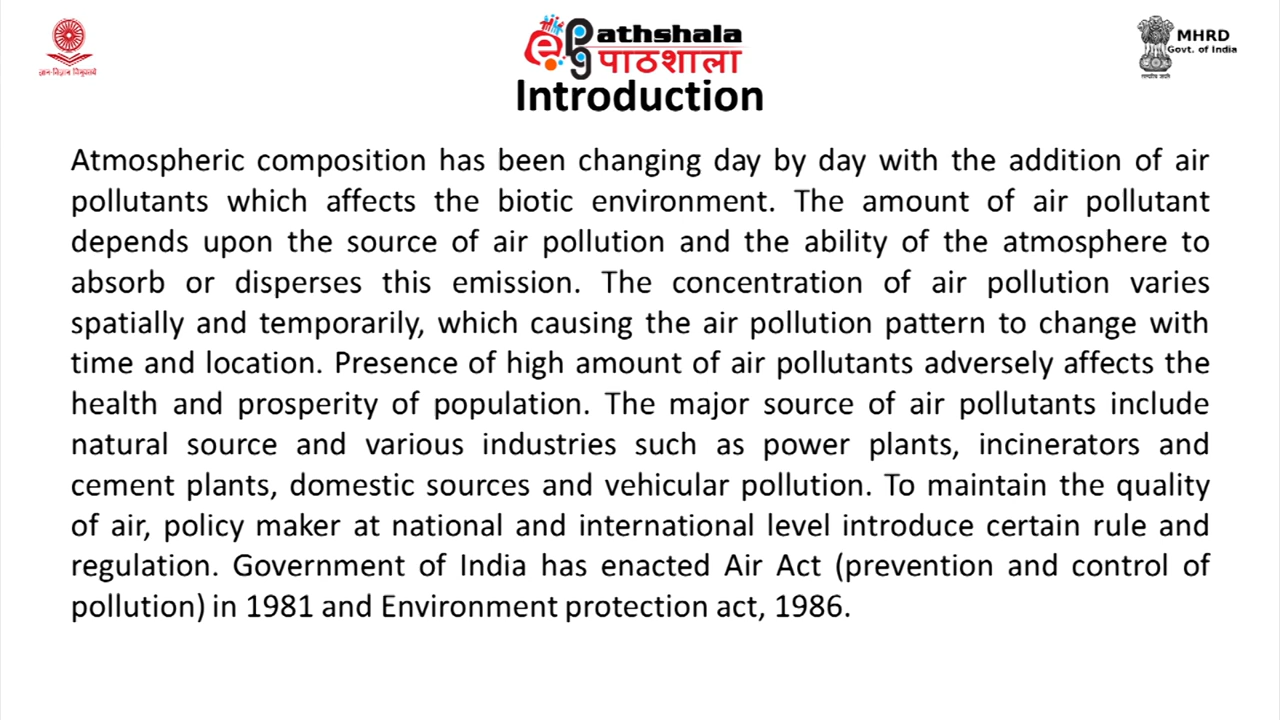 ज्ञान-विज्ञान विमुक्तये
e Pathshala
पाठशाला
MHRD
Govt. of India
सत्यमेव जयते
Introduction
Atmospheric composition has been changing day by day with the addition of air
pollutants which affects the biotic environment. The amount of air pollutant
depends upon the source of air pollution and the ability of the atmosphere to
absorb or disperses this emission. The concentration of air pollution varies
spatially and temporarily, which causing the air pollution pattern to change with
time and location. Presence of high amount of air pollutants adversely affects the
health and prosperity of population. The major source of air pollutants include
natural source and various industries such as power plants, incinerators and
cement plants, domestic sources and vehicular pollution. To maintain the quality
of air, policy maker at national and international level introduce certain rule and
regulation. Government of India has enacted Air Act (prevention and control of
pollution) in 1981 and Environment protection act, 1986.